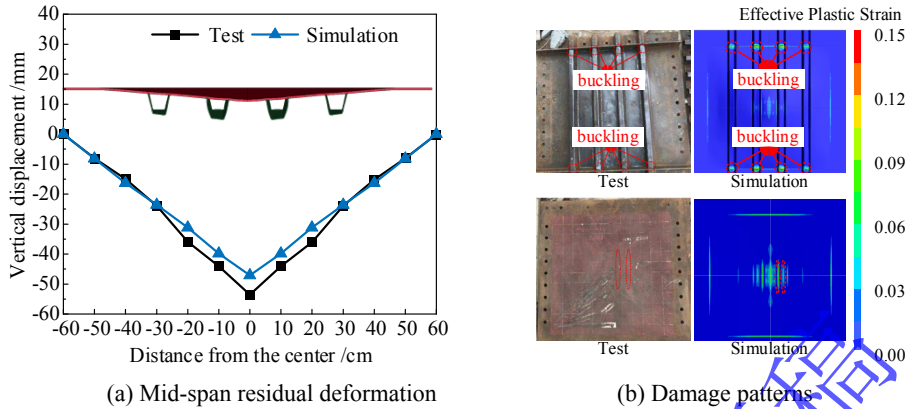 40
30
20
10
0
-10
-20
-30
-40
-50
-60
Vertical displacement /mm
Test
Simulation
-60 -50 -40 -30 -20 -10 0 10 20 30 40 50 60
Distance from the center /cm
(a) Mid-span residual deformation
Effective Plastic Strain
buckling
buckling
buckling
buckling
Test
Simulation
Test
Simulation
0.15
0.12
0.09
0.06
0.03
0.00
(b) Damage patterns
稿